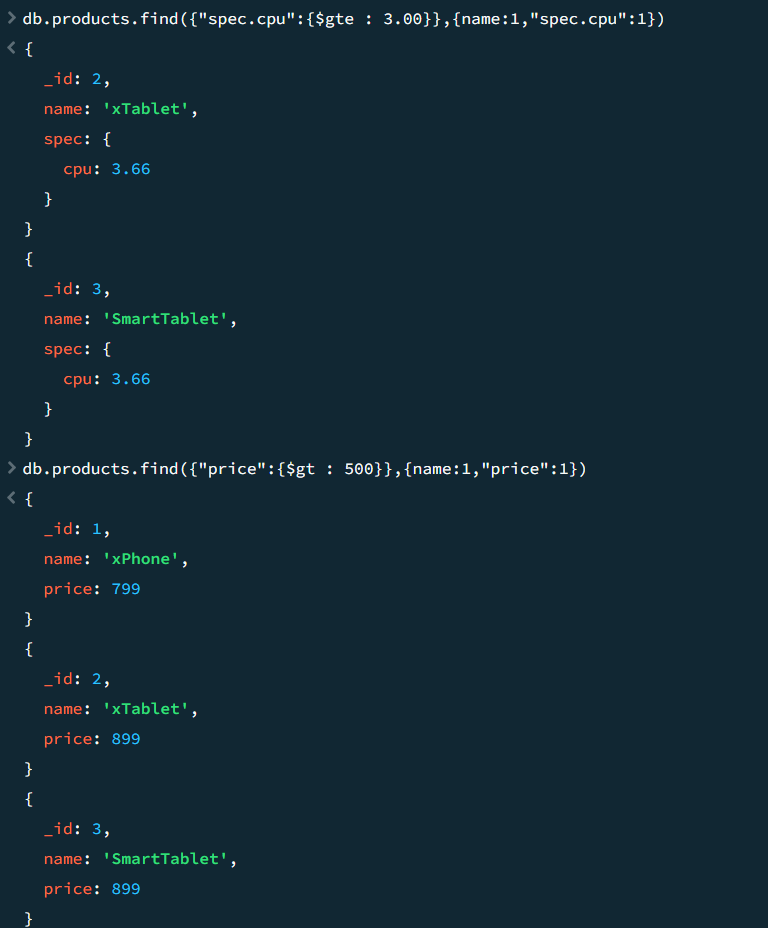 > db.products.find({"spec.cpu":{$gte : 3.00}},{name:1,"spec.cpu":1})
< {
_id: 2,
name: 'xTablet',
spec: {
cpu: 3.66
}
}
{
_id: 3,
name: 'SmartTablet',
spec: {
cpu: 3.66
}
}
> db.products.find({"price":{$gt : 500}},{name:1,"price":1})
< {
_id: 1,
name: 'xPhone',
price: 799
}
{
_id: 2,
name: 'xTablet',
price: 899
}
{
_id: 3,
name: 'SmartTablet',
price: 899
}